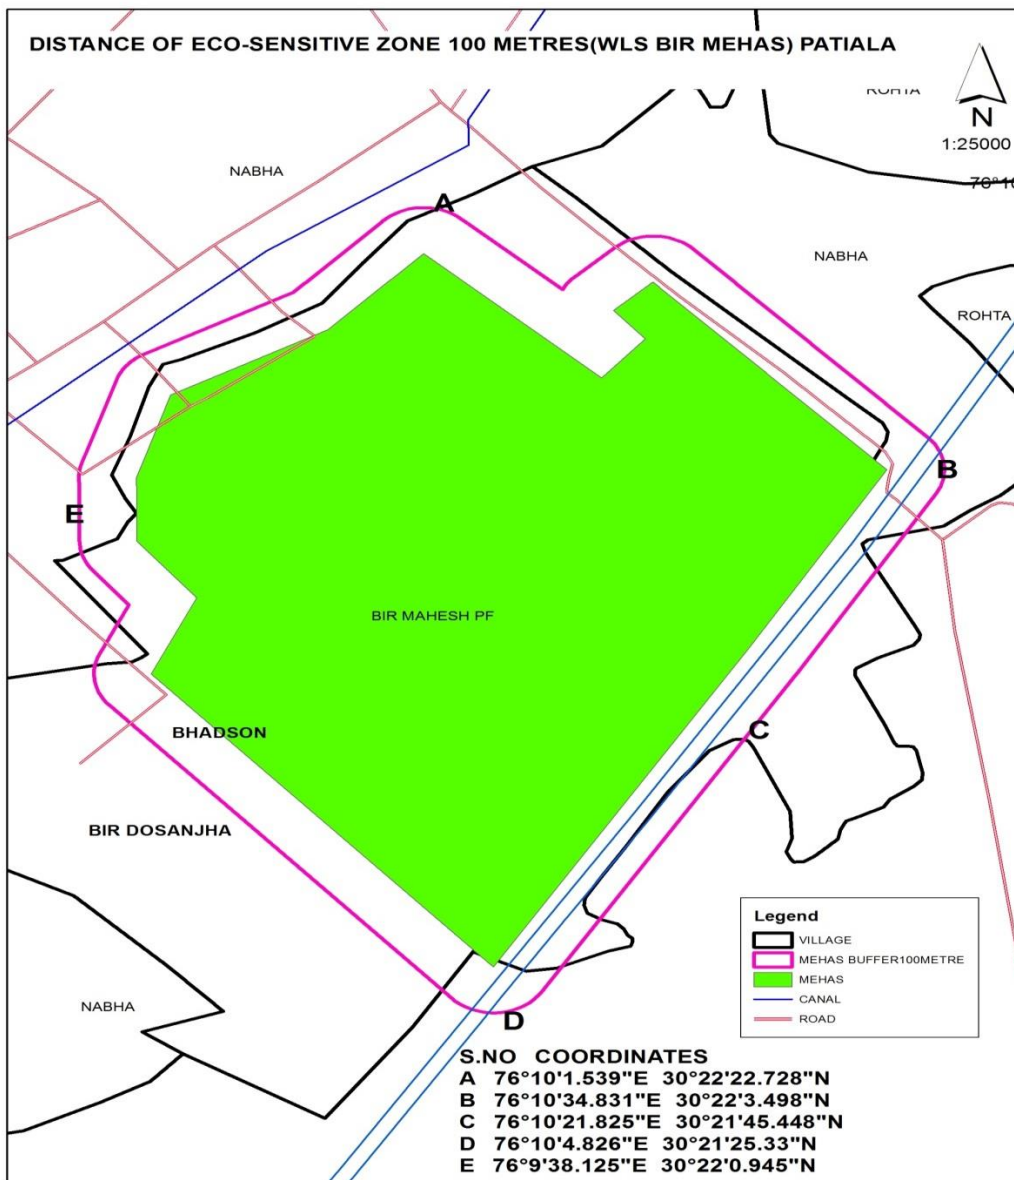 DISTANCE OF ECO-SENSITIVE ZONE 100 METRES(WLS BIR MEHAS) PATIALA
ROHTA
N
1:25000
76°10
NABHA
A
NABHA
ROHTA
B
E
BIR MAHESH PF
C
BHADSON
BIR DOSANJHA
NABHA
D
Legend
VILLAGE
MEHAS BUFFER100METRE
MEHAS
CANAL
ROAD
S.NO COORDINATES
A 76°10'1.539"E 30°22'22.728"N
B 76°10'34.831"E 30°22'3.498"N
C 76°10'21.825"E 30°21'45.448"N
D 76°10'4.826"E 30°21'25.33"N
E 76°9'38.125"E 30°22'0.945"N